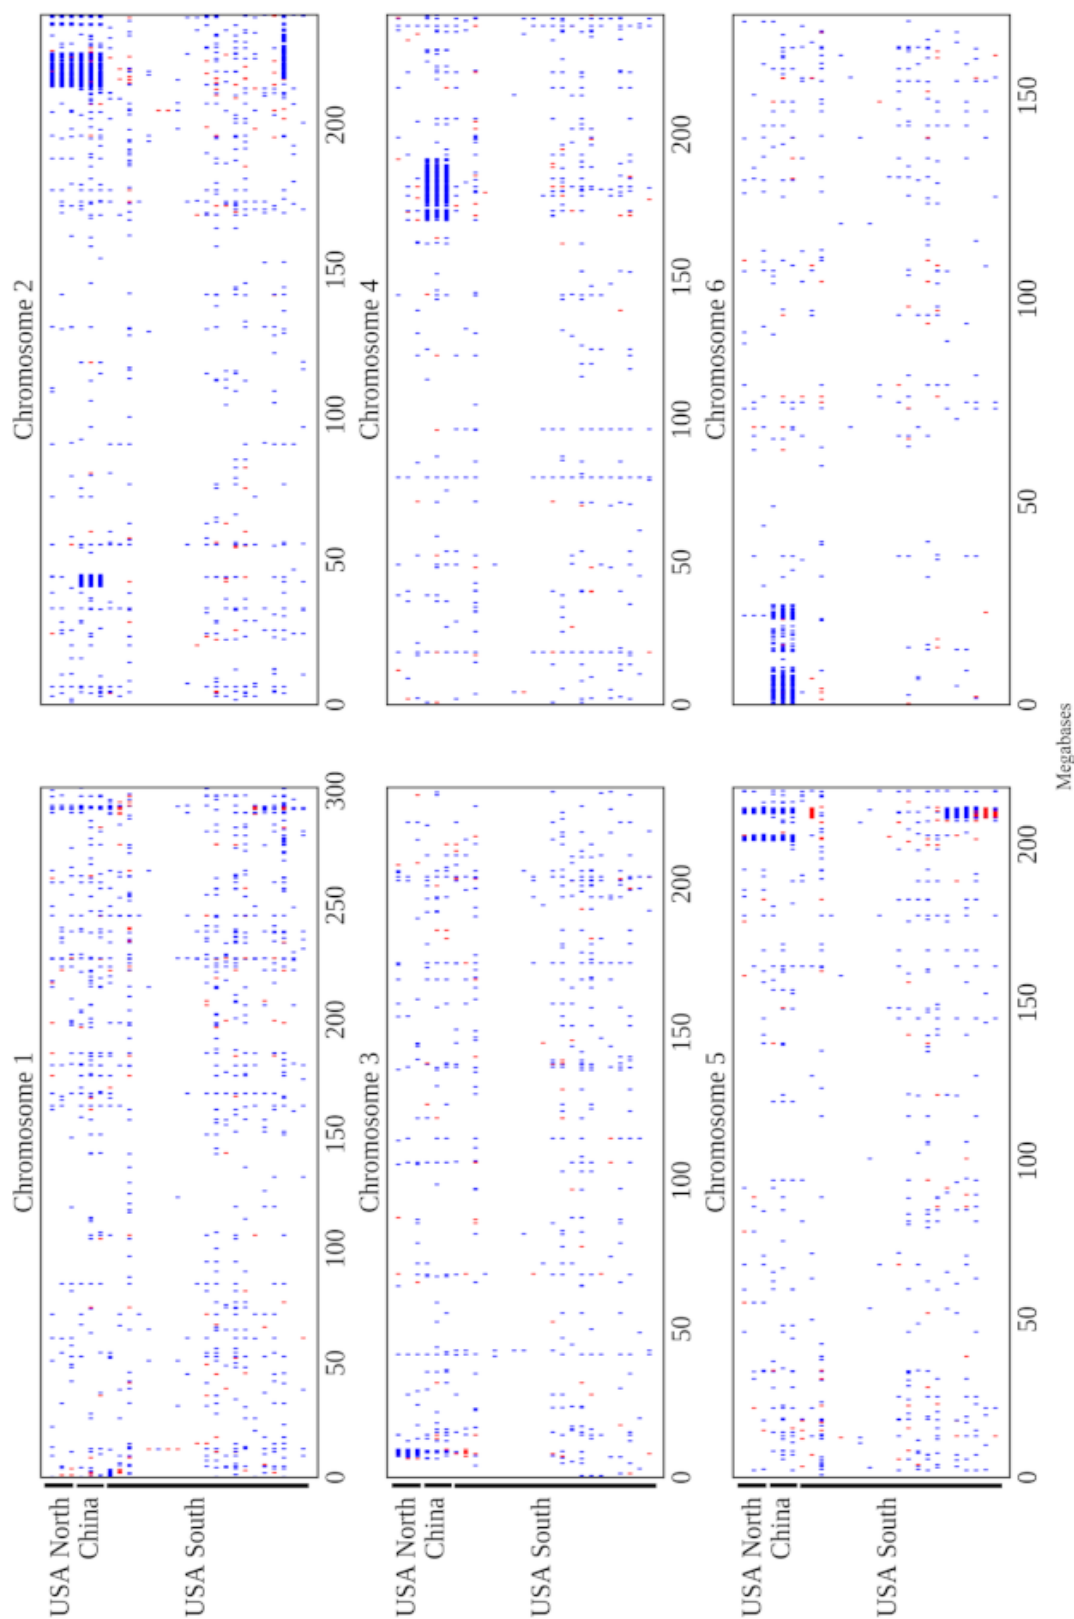 Chromosome 1
Chromosome 2
USA North
China
USA South
0 50 100 150 200 250 300
0 50 100 150 200
Chromosome 3
Chromosome 4
USA North
China
USA South
0 50 100 150 200
0 50 100 150 200
Chromosome 5
Chromosome 6
USA North
China
USA South
0 50 100 150 200
0 50 100 150
Megabases